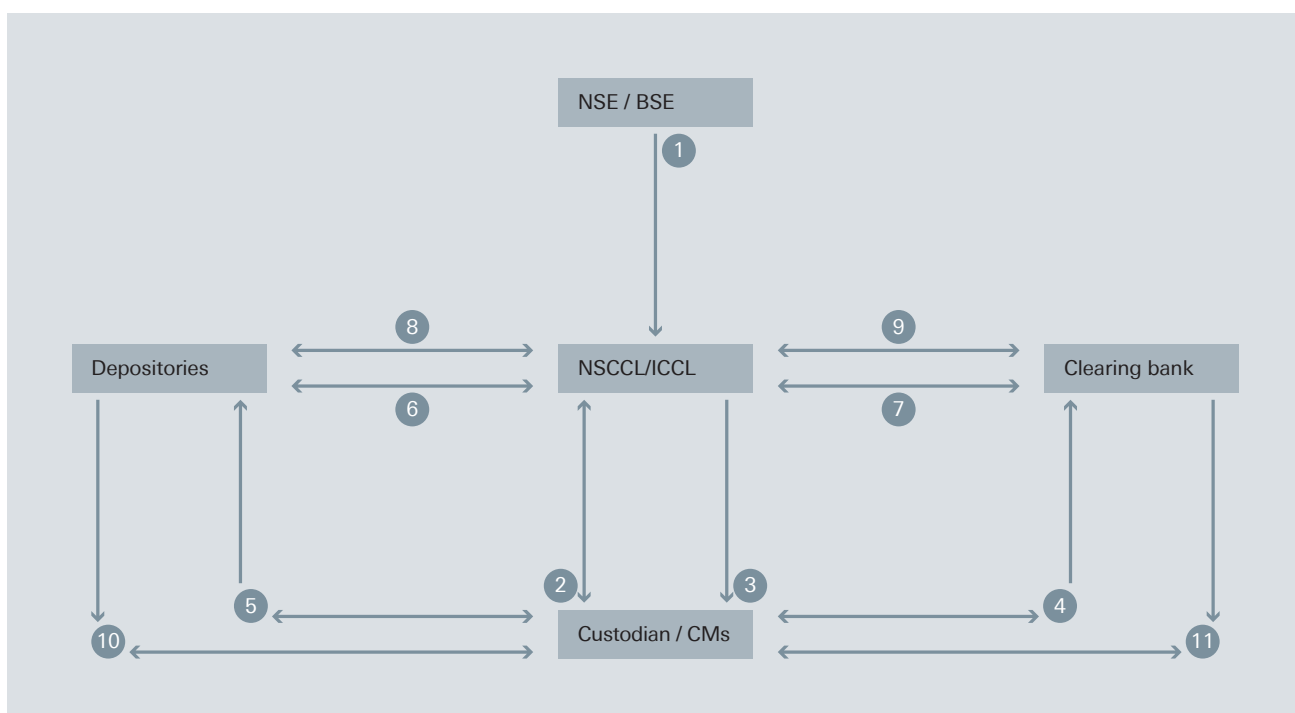 NSE / BSE
1
8
9
Depositories
NSCCL/ICCL
Clearing bank
6
7
2
3
5
4
Custodian / CMs
10
11